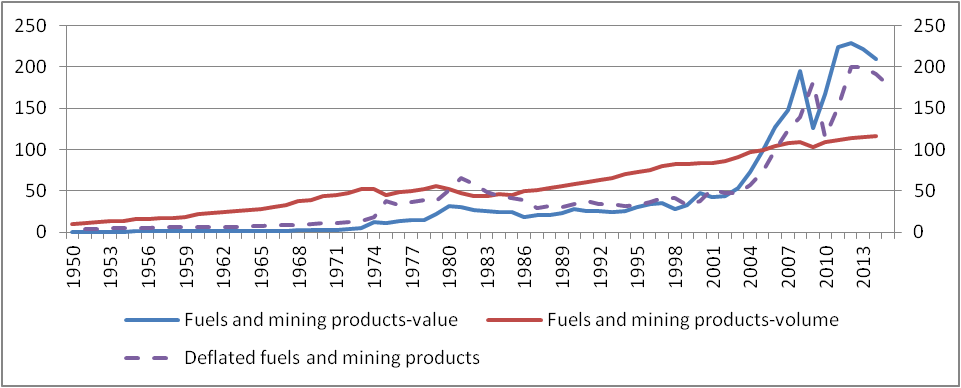 250 250
200 200
150 150
100 100
50 50
0 0
1950 1953 1956 1959 1962 1965 1968 1971 1974 1977 1980 1983 1986 1989 1992 1995 1998 2001 2004 2007 2010 2013
Fuels and mining products-value Fuels and mining products-volume
Deflated fuels and mining products